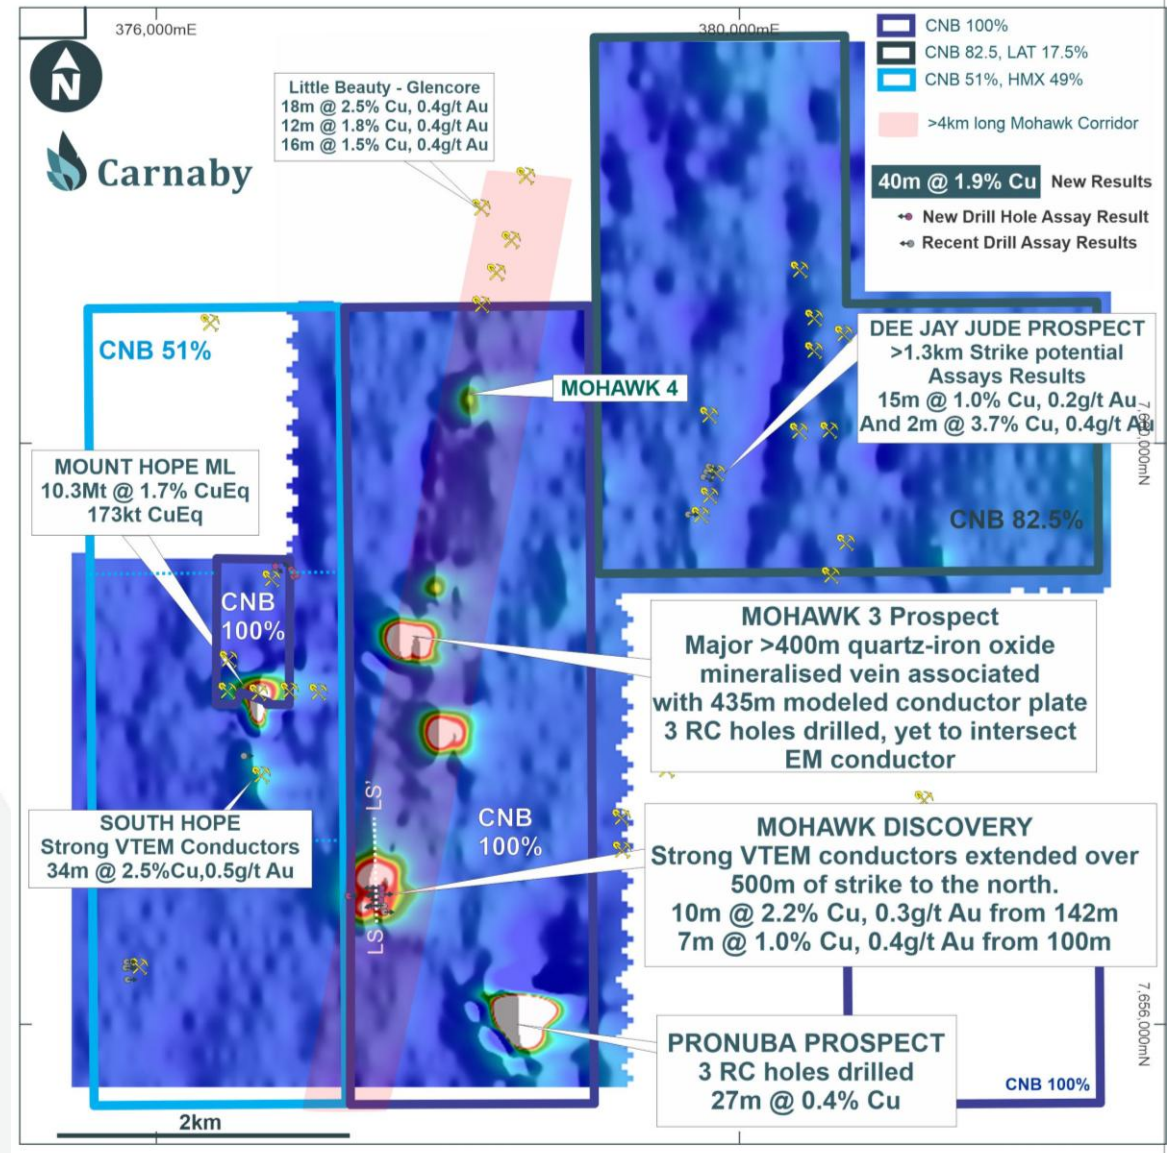 376,000mE
380,000mE
N
Carnaby
CNB 100%
CNB 82.5, LAT 17.5%
CNB 51%, HMX 49%
>4km long Mohawk Corridor
40m @ 1.9% Cu New Results
New Drill Hole Assay Result
Recent Drill Assay Results
Little Beauty - Glencore
18m @ 2.5% Cu, 0.4g/t Au
12m @ 1.8% Cu, 0.4g/t Au
16m @ 1.5% Cu, 0.4g/t Au
CNB 51%
DEE JAY JUDE PROSPECT
>1.3km Strike potential
Assays Results
15m @ 1.0% Cu, 0.2g/t Au
And 2m @ 3.7% Cu, 0.4g/t Au
MOHAWK 4
MOUNT HOPE ML
10.3Mt @ 1.7% CuEq
173kt CuEq
CNB 82.5%
CNB
100%
MOHAWK 3 Prospect
Major >400m quartz-iron oxide
mineralised vein associated
with 435m modeled conductor plate
3 RC holes drilled, yet to intersect
EM conductor
SOUTH HOPE
Strong VTEM Conductors
34m @ 2.5%Cu,0.5g/t Au
LS'
LS
CNB
100%
MOHAWK DISCOVERY
Strong VTEM conductors extended over
500m of strike to the north.
10m @ 2.2% Cu, 0.3g/t Au from 142m
7m @ 1.0% Cu, 0.4g/t Au from 100m
7,656,000mN
PRONUBA PROSPECT
3 RC holes drilled
27m @ 0.4% Cu
CNB 100%
2km